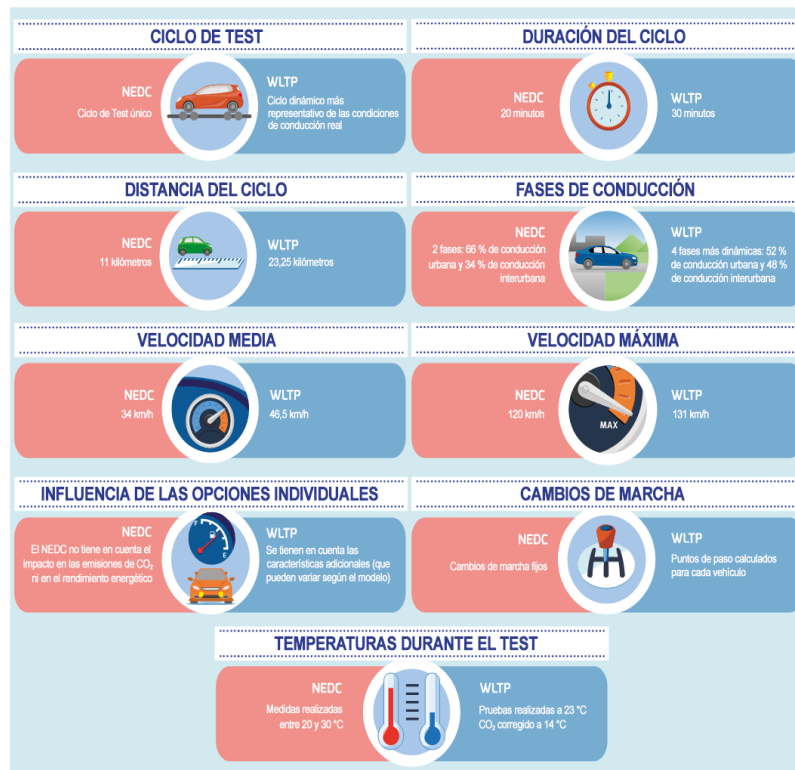 CICLO DE TEST
NEDC
Ciclo de Test único
WLTP
Ciclo dinámico más
representativo de las condiciones
de conducción real
DURACIÓN DEL CICLO
NEDC
20 minutos
WLTP
30 minutos
DISTANCIA DEL CICLO
NEDC
11 kilómetros
WLTP
23,25 kilómetros
FASES DE CONDUCCIÓN
NEDC
2 fases: 66 % de conducción
urbana y 34 % de conducción
interurbana
WLTP
4 fases más dinámicas: 52 %
de conducción urbana y 48 %
de conducción interurbana
VELOCIDAD MEDIA
NEDC
34 km/h
WLTP
46,5 km/h
VELOCIDAD MÁXIMA
NEDC
120 km/h
MAX
WLTP
131 km/h
INFLUENCIA DE LAS OPCIONES INDIVIDUALES
NEDC
El NEDC no tiene en cuenta el
impacto en las emisiones de CO₂
ni en el rendimiento energético
F
E
WLTP
Se tienen en cuenta las
características adicionales (que
pueden variar según el modelo)
CAMBIOS DE MARCHA
NEDC
Cambios de marcha fijos
WLTP
Puntos de paso calculados
para cada vehículo
TEMPERATURAS DURANTE EL TEST
NEDC
Medidas realizadas
entre 20 y 30 °C
WLTP
Pruebas realizadas a 23 °C
CO₂ corregido a 14 °C